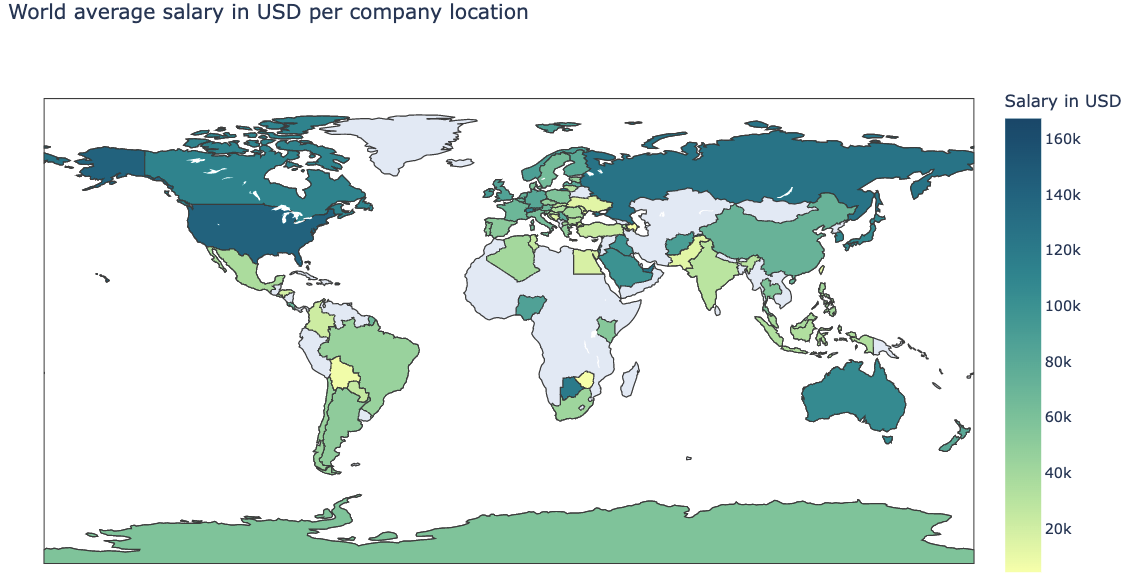 World average salary in USD per company location
Salary in USD
160k
140k
120k
100k
80k
60k
40k
20k